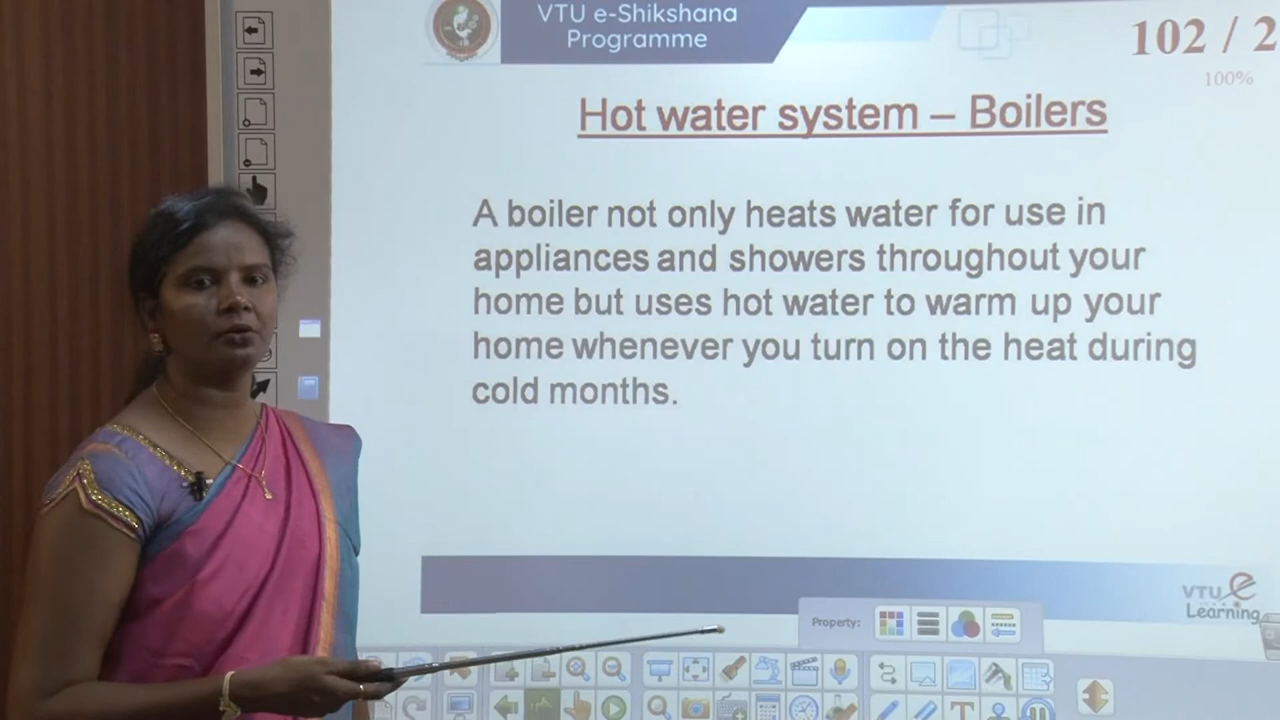 VTU e-Shikshana
Programme
102 / 2
100%
Hot water system – Boilers
A boiler not only heats water for use in
appliances and showers throughout your
home but uses hot water to warm up your
home whenever you turn on the heat during
cold months.
VTU
Learning
Property: